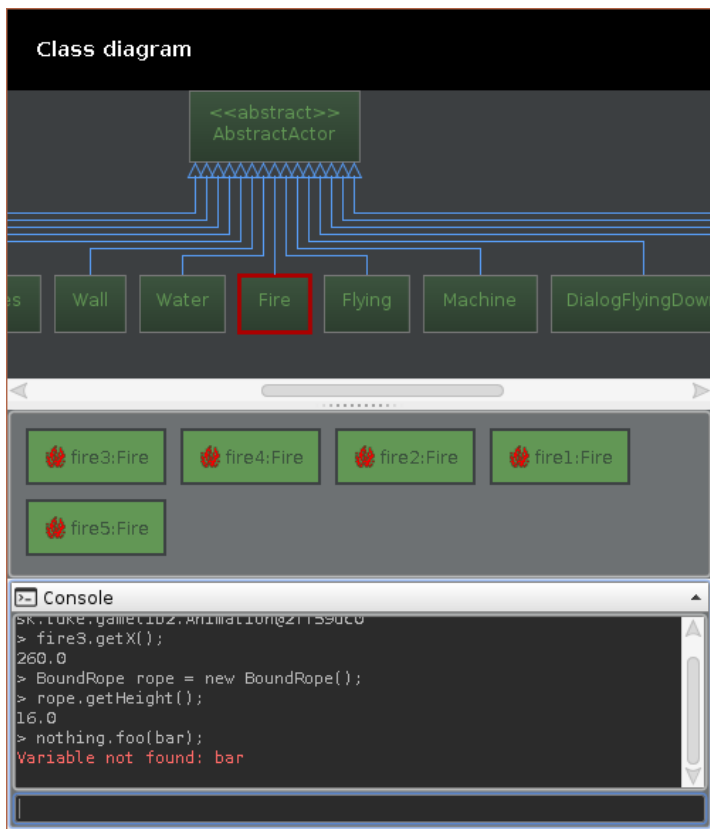 Class diagram
<<abstract>>
AbstractActor
es Wall Water Fire Flying Machine DialogFlyingDow
fire3:Fire fire4:Fire fire2:Fire fire1:Fire
fire5:Fire
Console
> fire3.getX();
260.0
> BoundRope rope = new BoundRope();
> rope.getHeight();
16.0
> nothing.foo(bar);
Variable not found: bar